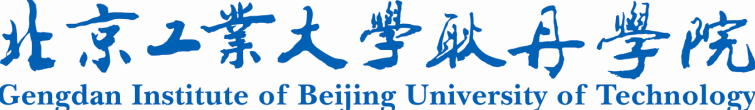 北京工業大學耿丹學院
Gengdan Institute of Beijing University of Technology